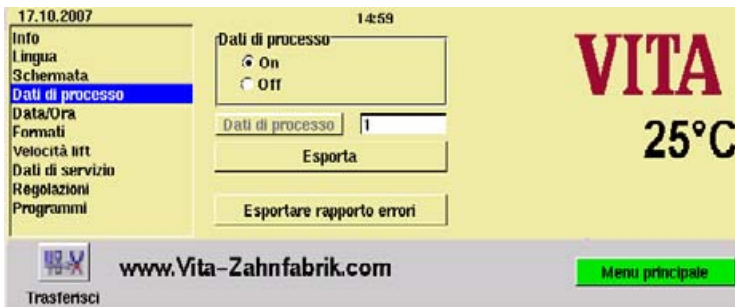 17.10.2007
14:59
Info
Lingua
Schermata
Dati di processo
Data/Ora
Formati
Velocità lift
Dati di servizio
Regolazioni
Programmi
Dati di processo
On
Off
Dati di processo 1
Esporta
Esportare rapporto errori
VITA
25°C
Trasferisci
www.Vita-Zahnfabrik.com
Menu principale